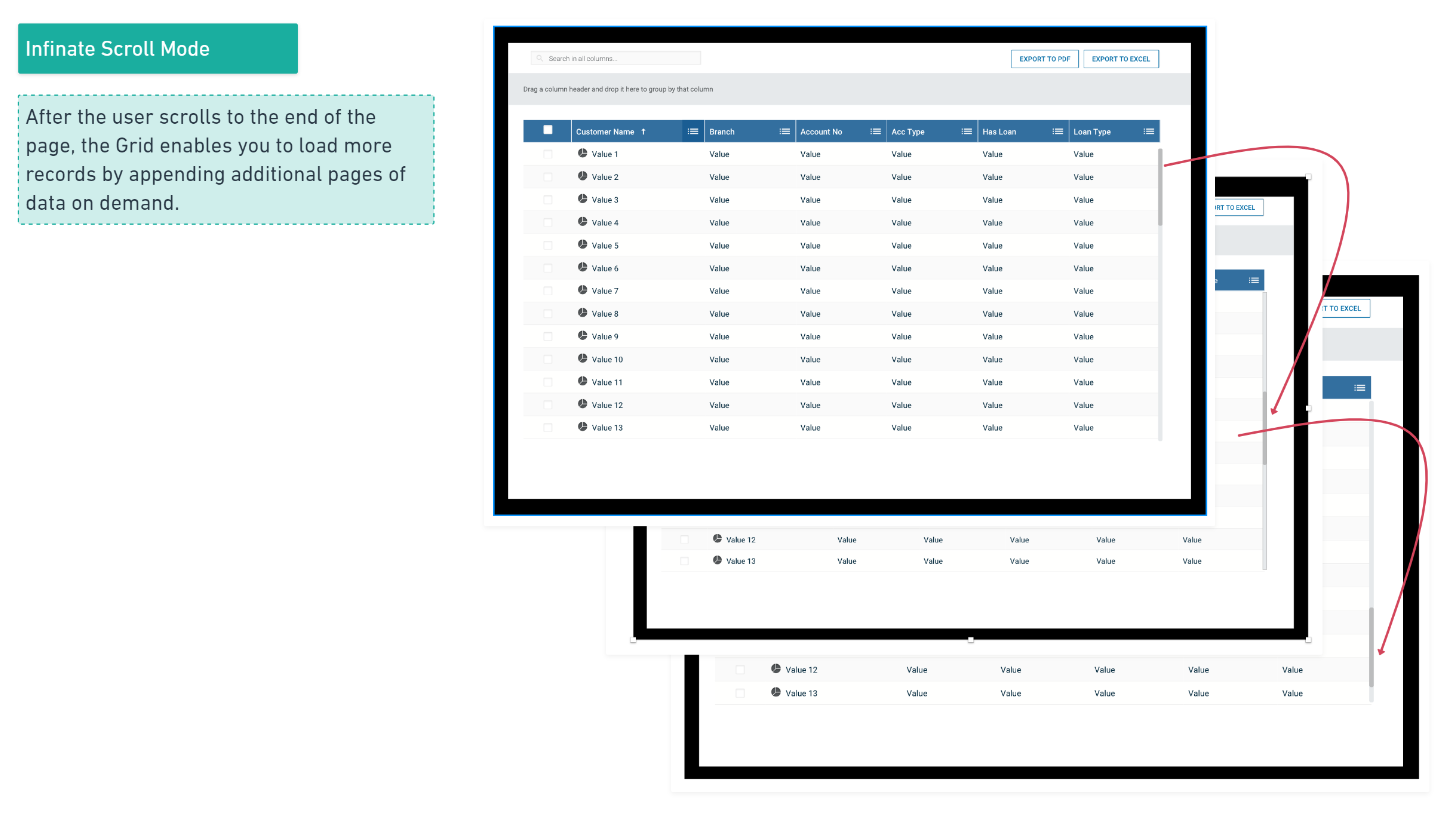 Infinate Scroll Mode
After the user scrolls to the end of the
page, the Grid enables you to load more
records by appending additional pages of
data on demand.
Search in all columns...
EXPORT TO PDF EXPORT TO EXCEL
Drag a column header and drop it here to group by that column
Customer Name Branch Account No Acc Type Has Loan Loan Type
Value 1 Value Value Value Value Value
Value 2 Value Value Value Value Value
Value 3 Value Value Value Value Value
Value 4 Value Value Value Value Value
Value 5 Value Value Value Value Value
Value 6 Value Value Value Value Value
Value 7 Value Value Value Value Value
Value 8 Value Value Value Value Value
Value 9 Value Value Value Value Value
Value 10 Value Value Value Value Value
Value 11 Value Value Value Value Value
Value 12 Value Value Value Value Value
Value 13 Value Value Value Value Value
RT TO EXCEL
Value 12 Value Value Value Value Value
Value 13 Value Value Value Value Value
T TO EXCEL
Value 12 Value Value Value Value Value
Value 13 Value Value Value Value Value